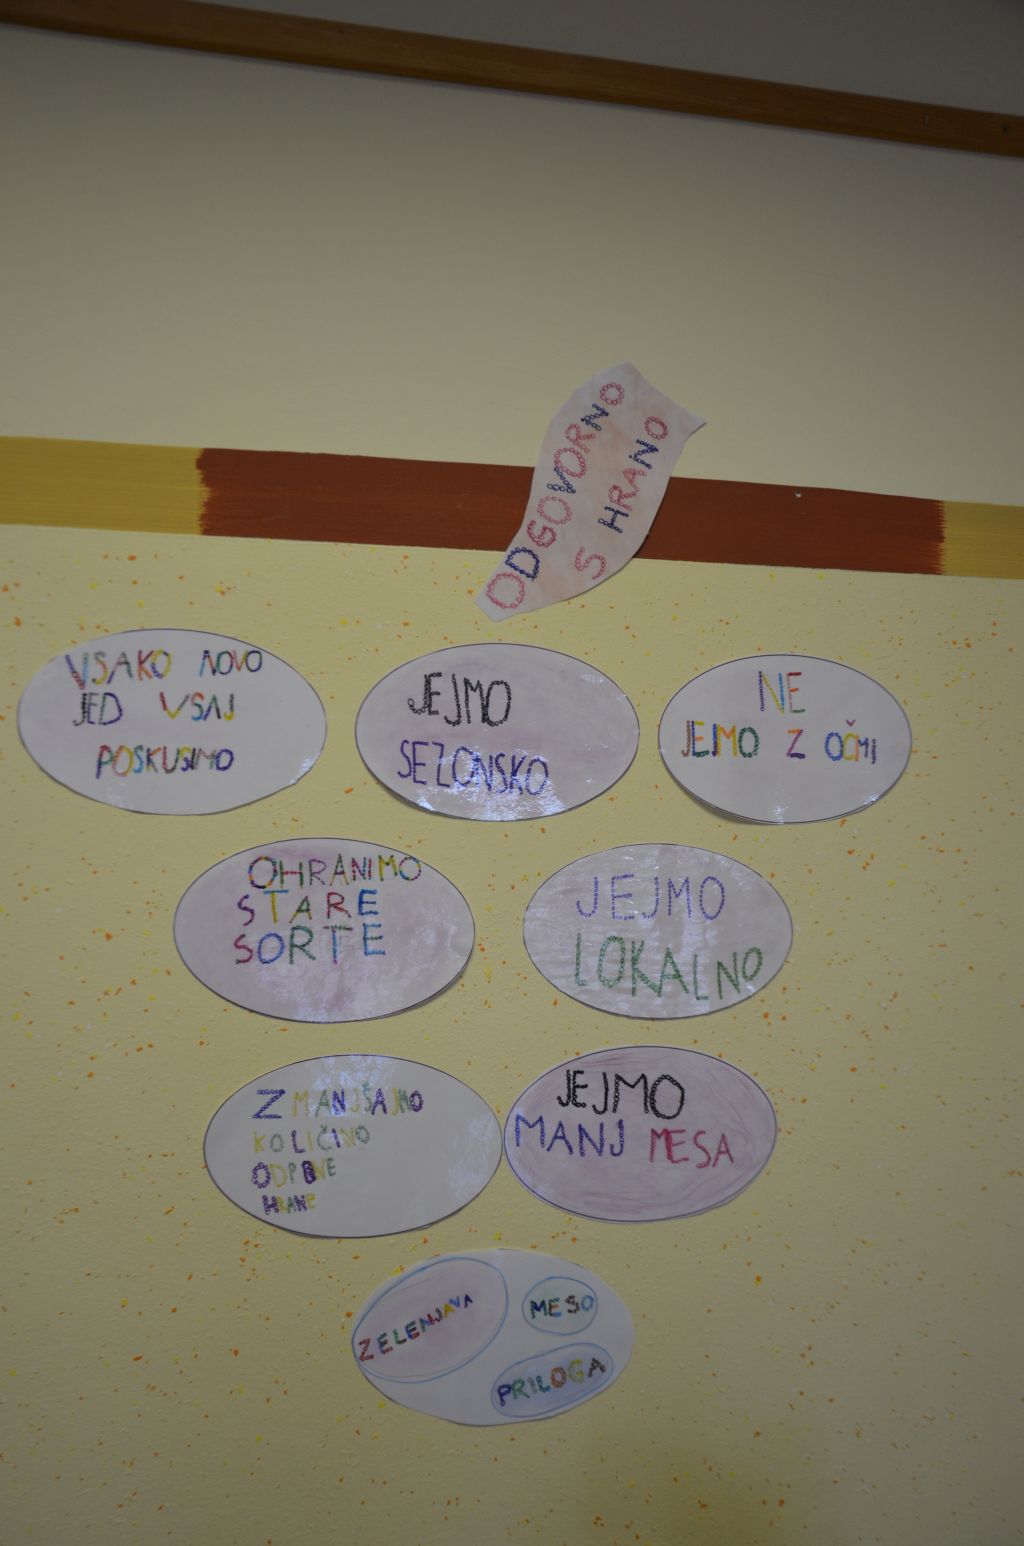 ODGOVORNO
S HRANO
VSAKO NOVO
JED VSAJ
POSKUSIMO
JEJMO
SEZONSKO
NE
JEJMO Z OČMI
OHRANIMO
STARE
SORTE
JEJMO
LOKALNO
ZMANJŠAJMO
KOLIČINO
ODPBNE
HRANE
JEJMO
MANJ MESA
ZELENJAVA
MESO
PRILOGA